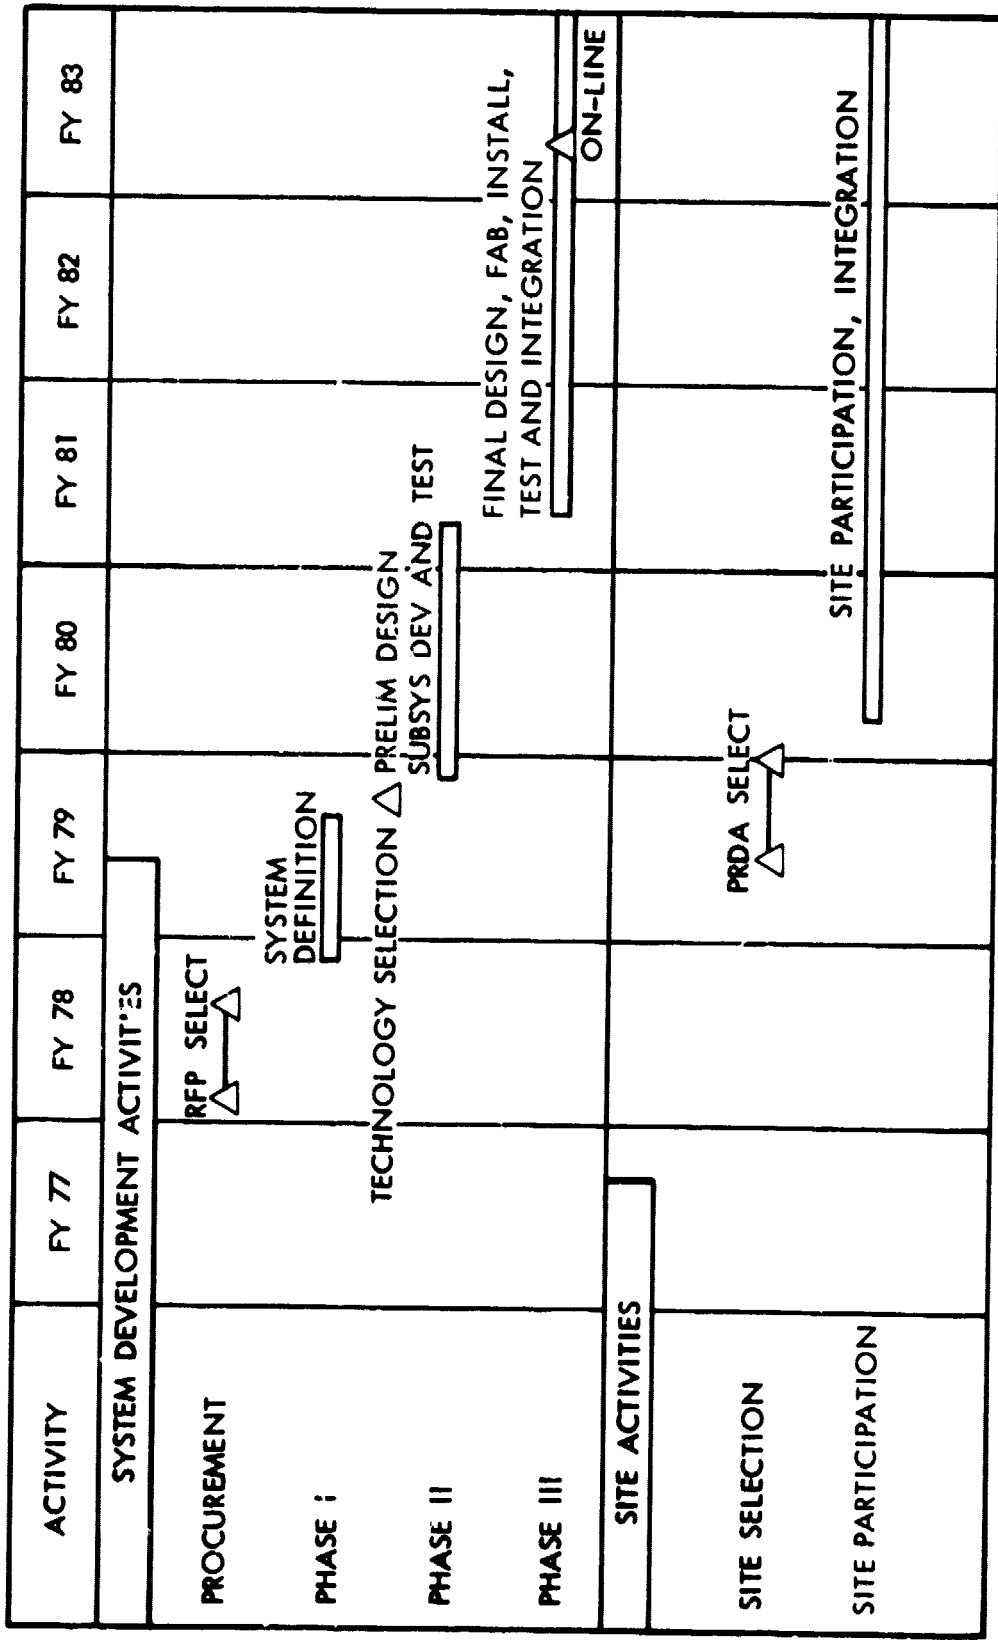 ACTIVITY FY 77 FY 78 FY 79 FY 80 FY 81 FY 82 FY 83
SYSTEM DEVELOPMENT ACTIVITIES
PROCUREMENT
RFP SELECT
PHASE I
SYSTEM
DEFINITION
TECHNOLOGY SELECTION
PHASE II
PRELIM DESIGN
SUBSYS DEV AND TEST
PHASE III
FINAL DESIGN, FAB, INSTALL,
TEST AND INTEGRATION
ON-LINE
SITE ACTIVITIES
SITE SELECTION
PRDA SELECT
SITE PARTICIPATION
SITE PARTICIPATION, INTEGRATION